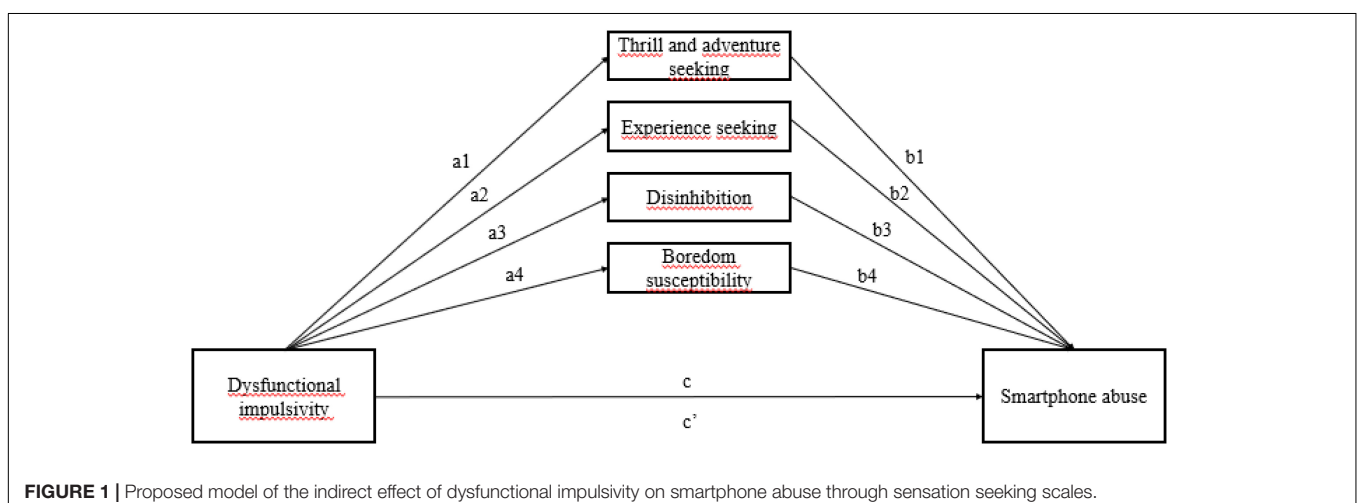 Thrill and adventure
seeking
Experience seeking
a1
b1
a2
b2
Disinhibition
a3
b3
Boredom
susceptibility
a4
b4
Dysfunctional
impulsivity
c
c’
Smartphone abuse
FIGURE 1 | Proposed model of the indirect effect of dysfunctional impulsivity on smartphone abuse through sensation seeking scales.